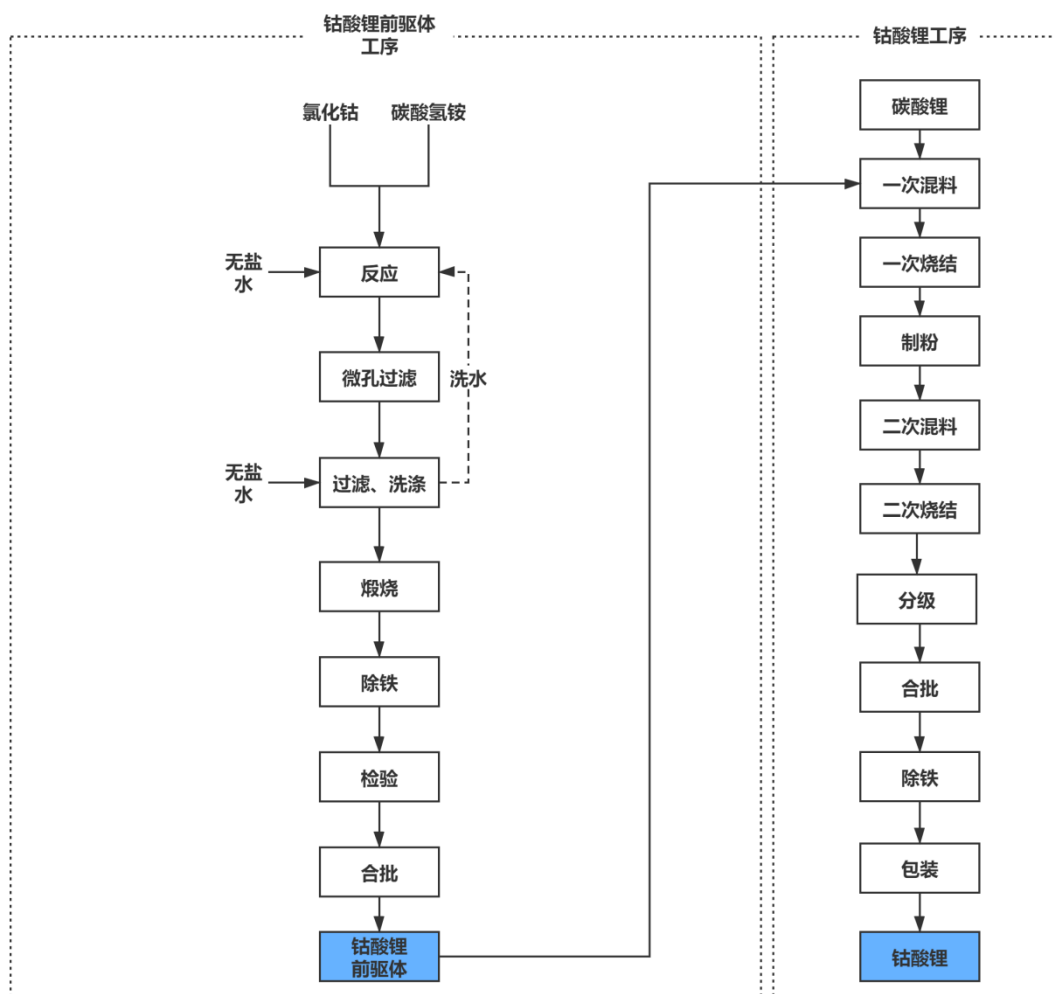 钴酸锂前驱体
工序
氯化钴
碳酸氢铵
无盐
水
反应
微孔过滤
洗水
无盐
水
过滤、洗涤
煅烧
除铁
检验
合批
钴酸锂
前驱体
钴酸锂工序
碳酸锂
一次混料
一次烧结
制粉
二次混料
二次烧结
分级
合批
除铁
包装
钴酸锂